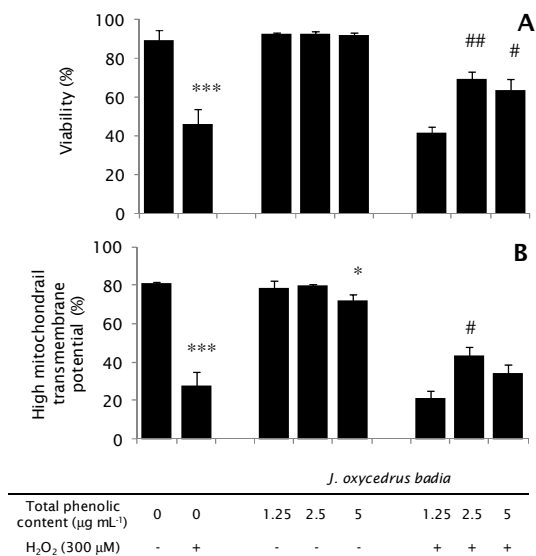 A
100
80
60
40
20
0
Viability (%)
***
##
#
B
100
80
60
40
20
0
High mitochondrail
transmembrane
potential (%)
***
*
#
J. oxycedrus badia
Total phenolic
content (µg mL-1)
0 0 1.25 2.5 5 1.25 2.5 5
H₂O₂ (300 µM) - + - - - + + +